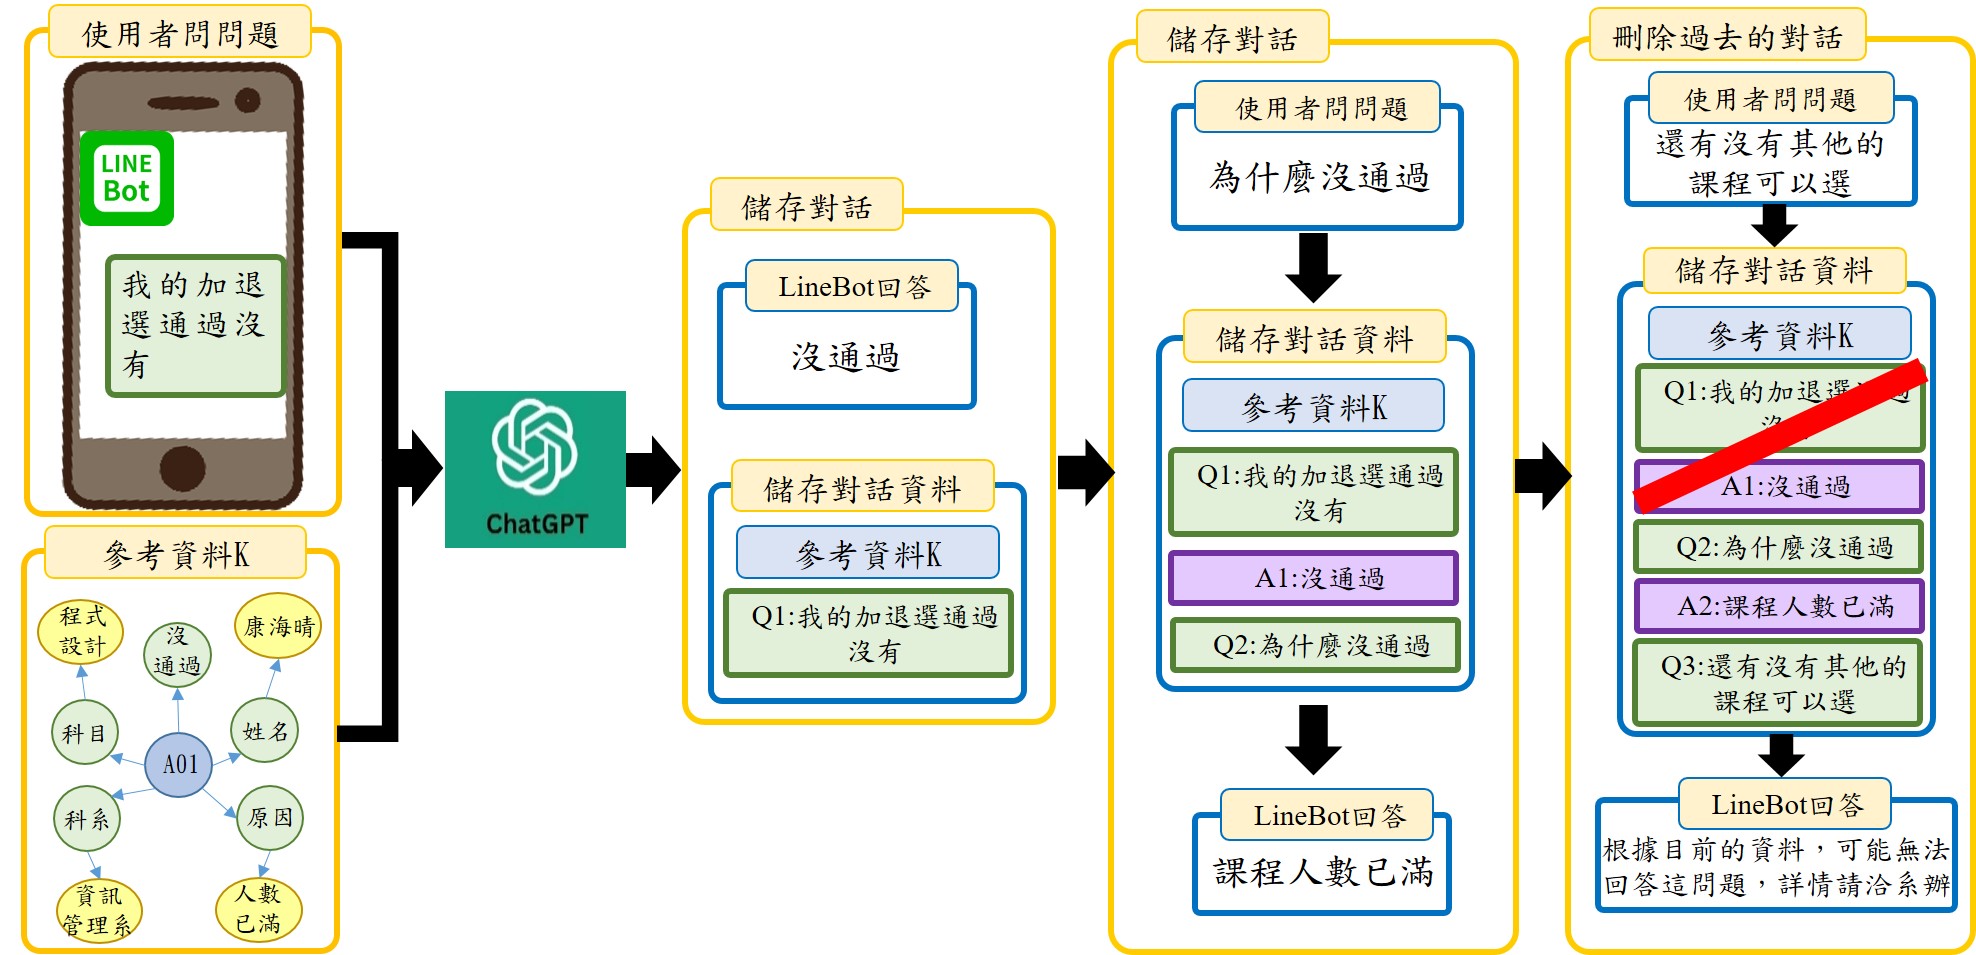 使用者問問題
LINE
Bot
我的加退
選通過沒
有
參考資料K
程式
設計
沒
通過
康海晴
科目
姓名
A01
科系
原因
資訊
管理系
人數
已滿
ChatGPT
儲存對話
LineBot回答
沒通過
儲存對話資料
參考資料K
Q1:我的加退選通過
沒有
儲存對話
使用者問問題
為什麼沒通過
儲存對話資料
參考資料K
Q1:我的加退選通過
沒有
A1:沒通過
Q2:為什麼沒通過
LineBot回答
課程人數已滿
刪除過去的對話
使用者問問題
還有沒有其他的
課程可以選
儲存對話資料
參考資料K
Q1:我的加退選通過
沒有
A1:沒通過
Q2:為什麼沒通過
A2:課程人數已滿
Q3:還有沒有其他的
課程可以選
LineBot回答
根據目前的資料，可能無法
回答這問題，詳情請洽系辦